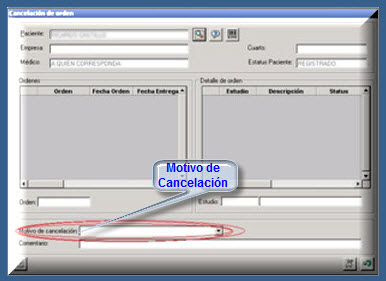 Cancelación de orden
Paciente: RICARDO CASTILLO
Empresa: Cuarto:
Médico: A QUIEN CORRESPONDA Estatus Paciente: REGISTRADO
Ordenes Detalle de orden
Orden Fecha Orden Fecha Entrega Estudio Descripción Status
Motivo de
Cancelación
Orden: Estudio:
Motivo de cancelación:
Comentario: